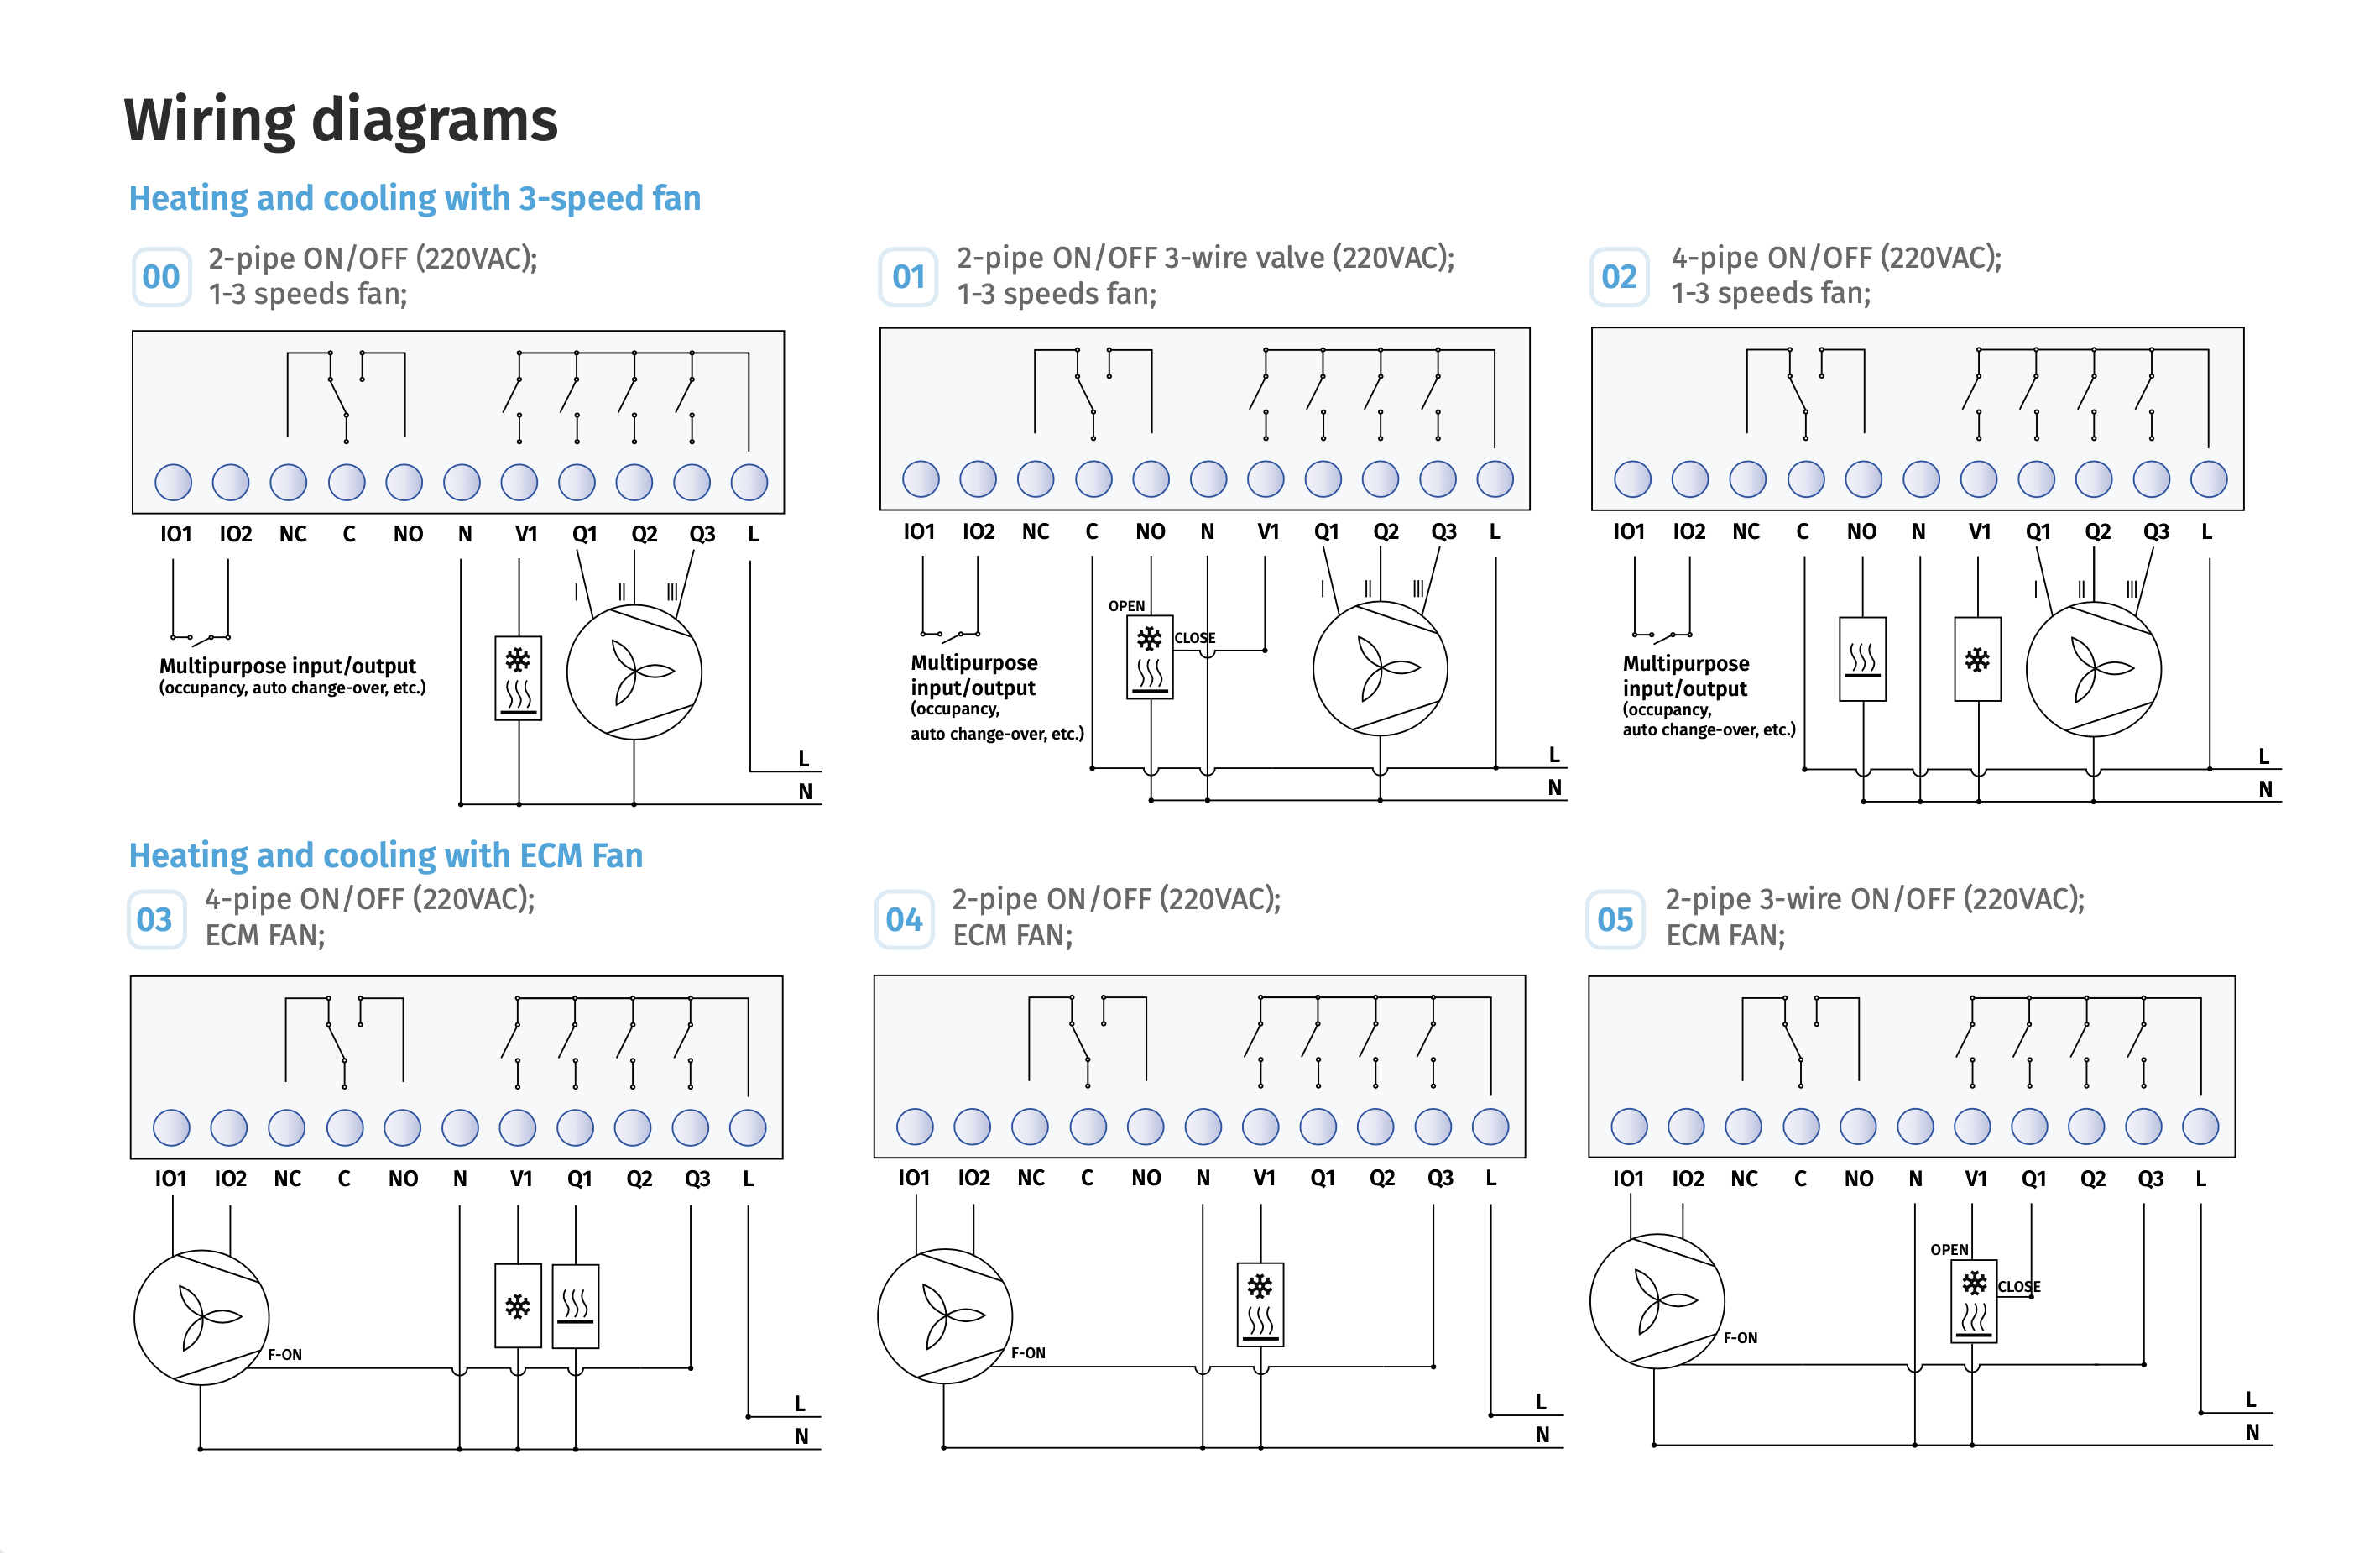 Wiring diagrams
Heating and cooling with 3-speed fan
00
2-pipe ON/OFF (220VAC);
1-3 speeds fan;
IO1 IO2 NC C NO N V1 Q1 Q2 Q3 L
I II III
Multipurpose input/output
(occupancy, auto change-over, etc.)
L
N
01
2-pipe ON/OFF 3-wire valve (220VAC);
1-3 speeds fan;
IO1 IO2 NC C NO N V1 Q1 Q2 Q3 L
I II III
OPEN
CLOSE
Multipurpose
input/output
(occupancy,
auto change-over, etc.)
L
N
02
4-pipe ON/OFF (220VAC);
1-3 speeds fan;
IO1 IO2 NC C NO N V1 Q1 Q2 Q3 L
I II III
Multipurpose
input/output
(occupancy,
auto change-over, etc.)
L
N
Heating and cooling with ECM Fan
03
4-pipe ON/OFF (220VAC);
ECM FAN;
IO1 IO2 NC C NO N V1 Q1 Q2 Q3 L
F-ON
L
N
04
2-pipe ON/OFF (220VAC);
ECM FAN;
IO1 IO2 NC C NO N V1 Q1 Q2 Q3 L
F-ON
L
N
05
2-pipe 3-wire ON/OFF (220VAC);
ECM FAN;
IO1 IO2 NC C NO N V1 Q1 Q2 Q3 L
OPEN
CLOSE
F-ON
L
N